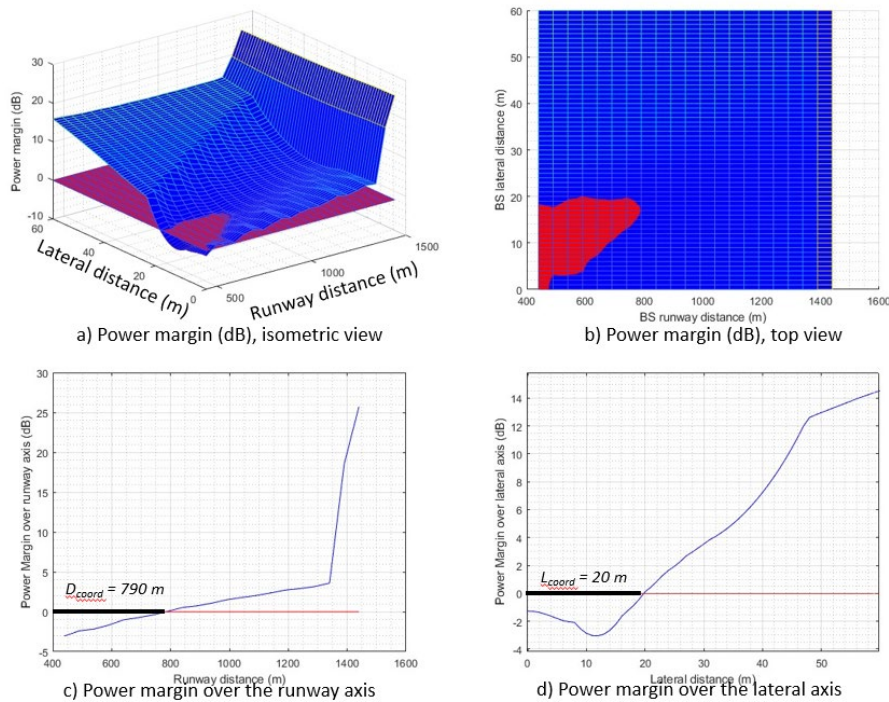 30
20
10
0
-10
60
40
20
0
500
1000
1500
Power margin (dB)
Lateral distance (m)
Runway distance (m)
a) Power margin (dB), isometric view
60
50
40
30
20
10
0
400 600 800 1000 1200 1400 1600
BS lateral distance (m)
BS runway distance (m)
b) Power margin (dB), top view
30
25
20
15
10
5
0
-5
400 600 800 1000 1200 1400 1600
Power Margin over runway axis (dB)
Dcoord = 790 m
Runway distance (m)
c) Power margin over the runway axis
14
12
10
8
6
4
2
0
-2
-4
0 10 20 30 40 50
Power Margin over lateral axis (dB)
Lcoord = 20 m
Lateral distance (m)
d) Power margin over the lateral axis